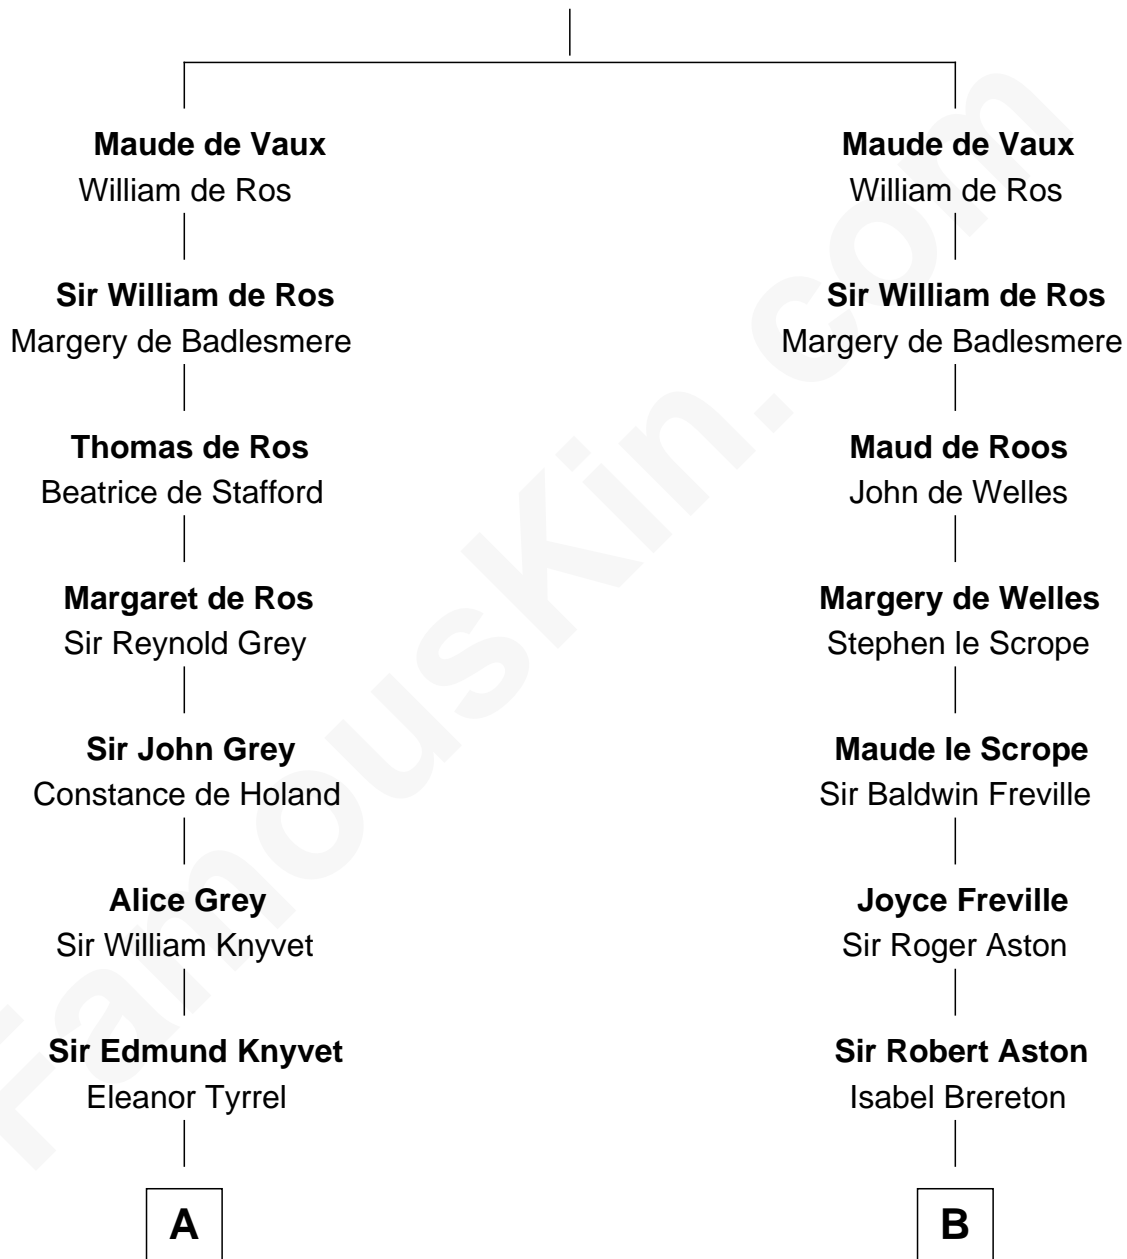 Maude de Vaux
William de Ros
Sir William de Ros
Margery de Badlesmere
Thomas de Ros
Beatrice de Stafford
Margaret de Ros
Sir Reynold Grey
Sir John Grey
Constance de Holand
Alice Grey
Sir William Knyvet
Sir Edmund Knyvet
Eleanor Tyrrel
A
Maude de Vaux
William de Ros
Sir William de Ros
Margery de Badlesmere
Maud de Roos
John de Welles
Margery de Welles
Stephen le Scrope
Maude le Scrope
Sir Baldwin Freville
Joyce Freville
Sir Roger Aston
Sir Robert Aston
Isabel Brereton
B
FamousKin.com